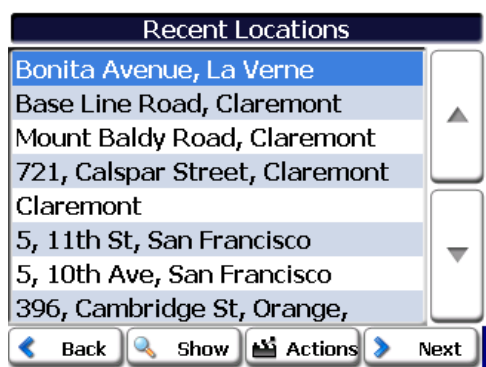 Recent Locations
Bonita Avenue, La Verne
Base Line Road, Claremont
Mount Baldy Road, Claremont
721, Calspar Street, Claremont
Claremont
5, 11th St, San Francisco
5, 10th Ave, San Francisco
396, Cambridge St, Orange,
Back Show Actions Next